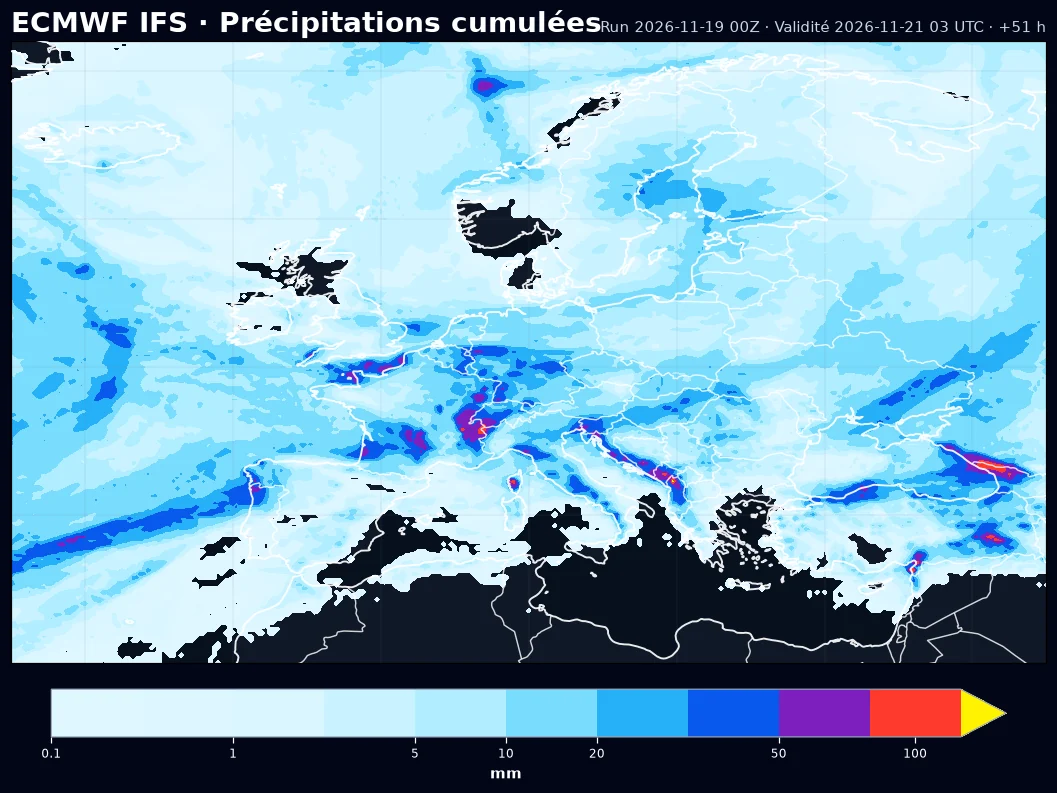 ECMWF IFS · Précipitations cumulées
Run 2026-11-19 00Z · Validité 2026-11-21 03 UTC · +51 h
0.1 1 5 10 20 50 100
mm